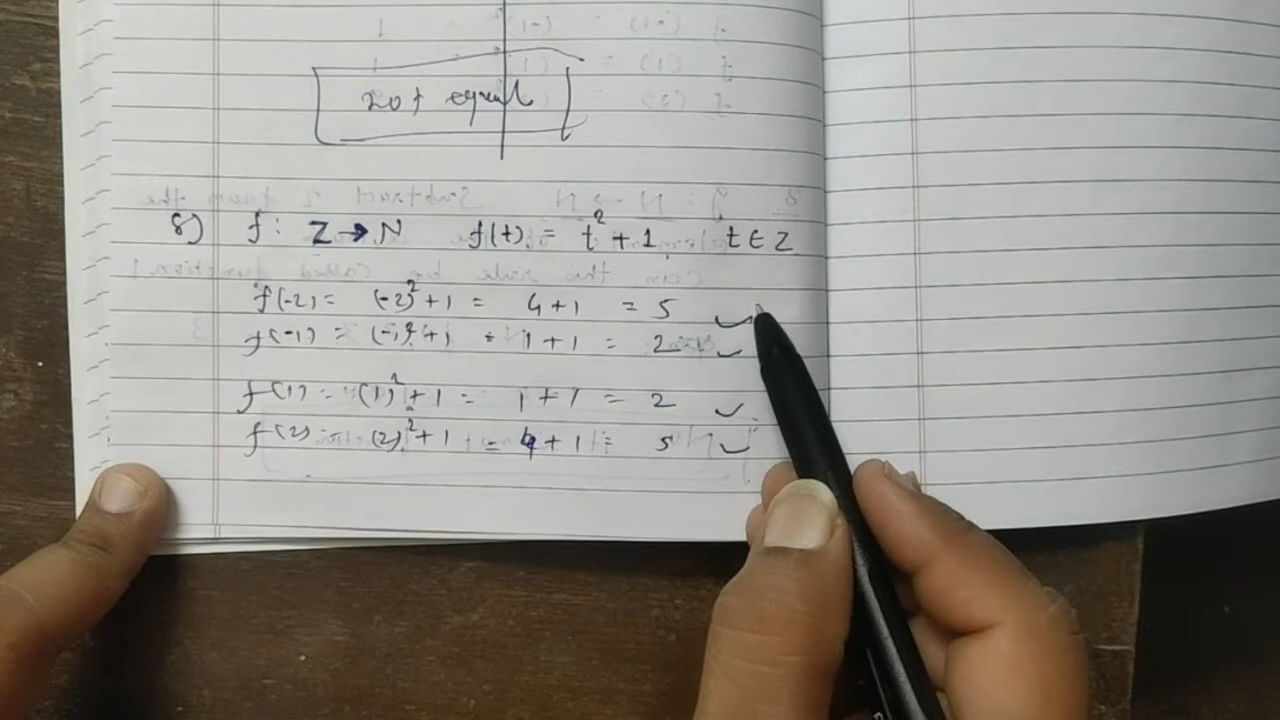 not equal
8) f : Z → N f(t) = t² + 1 t ∈ Z
f(-2) = (-2)² + 1 = 4 + 1 = 5
f(-1) = (-1)² + 1 = 1 + 1 = 2
f(1) = (1)² + 1 = 1 + 1 = 2
f(2) = (2)² + 1 = 4 + 1 = 5